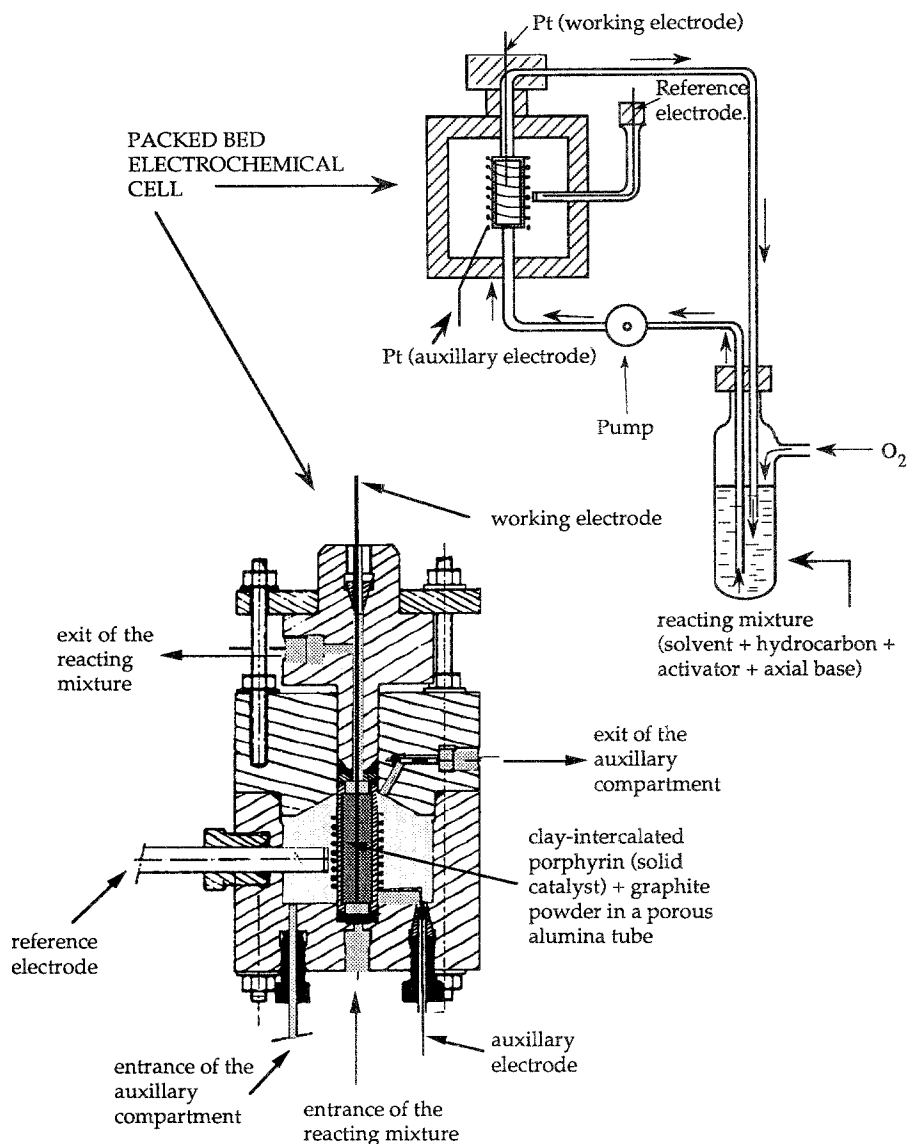 Pt (working electrode)
Reference
electrode.
PACKED BED
ELECTROCHEMICAL
CELL
Pt (auxillary electrode)
Pump
O2
working electrode
reacting mixture
(solvent + hydrocarbon +
activator + axial base)
exit of the
reacting
mixture
exit of the
auxillary
compartment
clay-intercalated
porphyrin (solid
catalyst) + graphite
powder in a porous
alumina tube
reference
electrode
auxillary
electrode
entrance of the
auxillary
compartment
entrance of the
reacting mixture